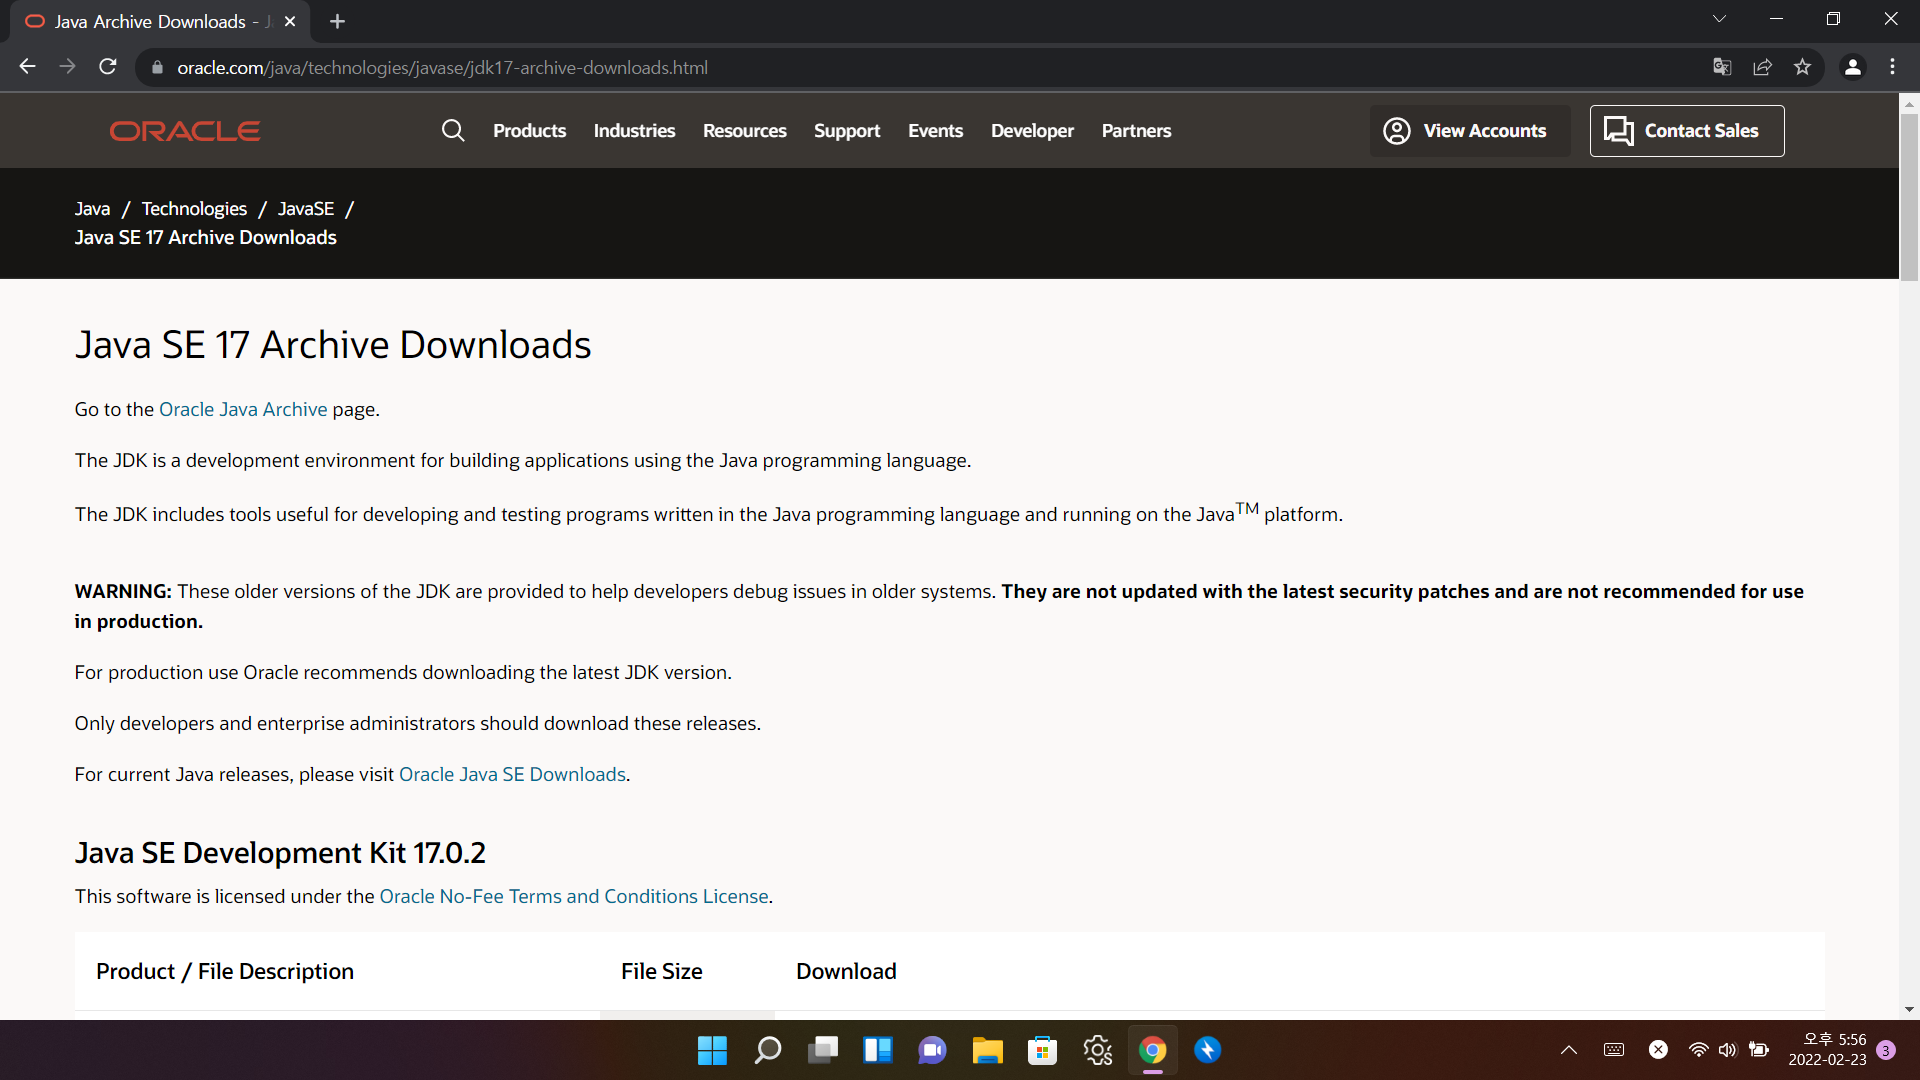 Java Archive Downloads - J
oracle.com/java/technologies/javase/jdk17-archive-downloads.html
ORACLE
Products
Industries
Resources
Support
Events
Developer
Partners
View Accounts
Contact Sales
Java / Technologies / JavaSE /
Java SE 17 Archive Downloads
Java SE 17 Archive Downloads
Go to the Oracle Java Archive page.
The JDK is a development environment for building applications using the Java programming language.
The JDK includes tools useful for developing and testing programs written in the Java programming language and running on the Java™ platform.
WARNING: These older versions of the JDK are provided to help developers debug issues in older systems. They are not updated with the latest security patches and are not recommended for use
in production.
For production use Oracle recommends downloading the latest JDK version.
Only developers and enterprise administrators should download these releases.
For current Java releases, please visit Oracle Java SE Downloads.
Java SE Development Kit 17.0.2
This software is licensed under the Oracle No-Fee Terms and Conditions License.
Product / File Description
File Size
Download
오후 5:56
2022-02-23
3